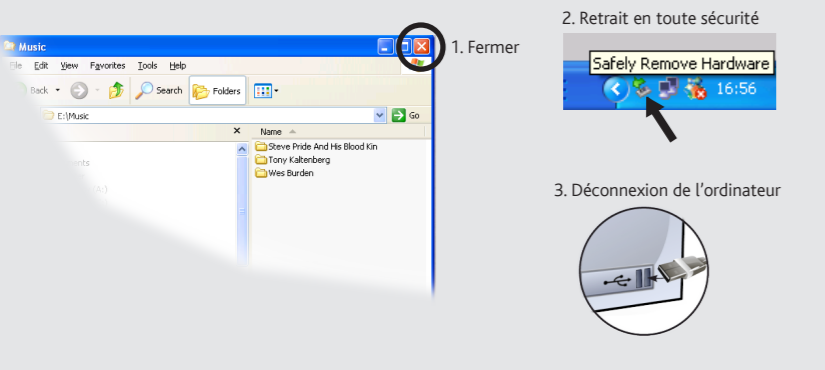 2. Retrait en toute sécurité
Music
1. Fermer
File Edit View Favorites Tools Help
Safely Remove Hardware
Back Search Folders
16:56
E:\Music Go
x Name
Steve Pride And His Blood Kin
Tony Kaltenberg
Wes Burden
3. Déconnexion de l'ordinateur